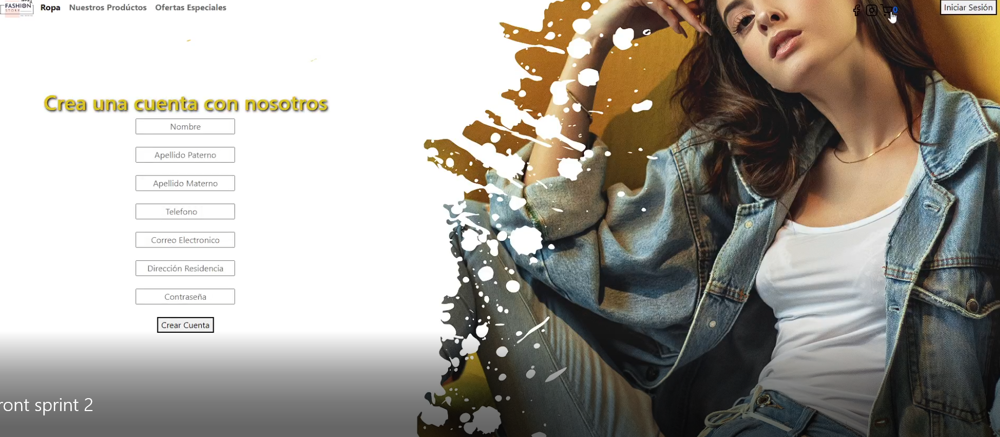 FASHION
STORE
Ropa
Nuestros Prodúctos
Ofertas Especiales
0
Iniciar Sesión
Crea una cuenta con nosotros
Nombre
Apellido Paterno
Apellido Materno
Telefono
Correo Electronico
Dirección Residencia
Contraseña
Crear Cuenta
ront sprint 2